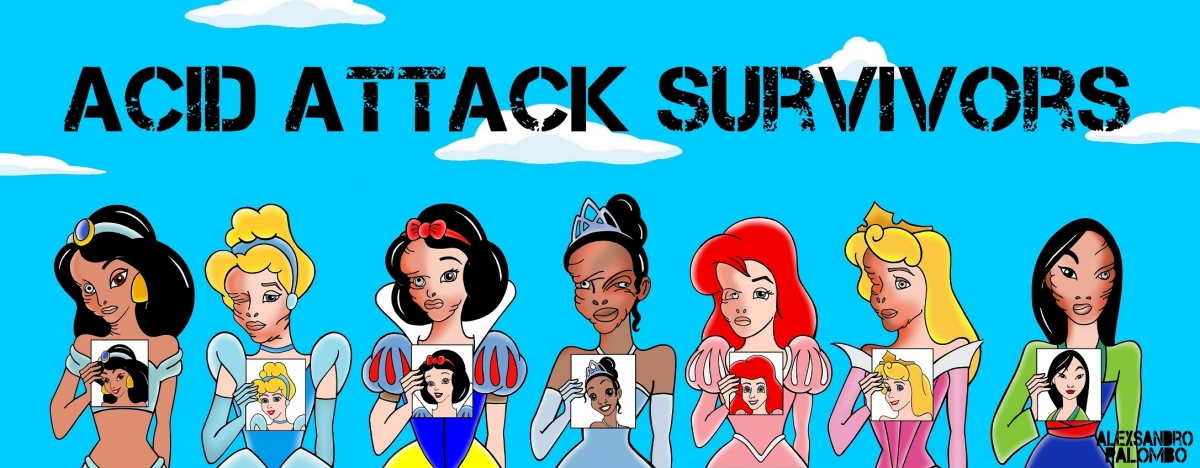 ACID ATTACK SURVIVORS
ALEXSANDRO
PALOMBO